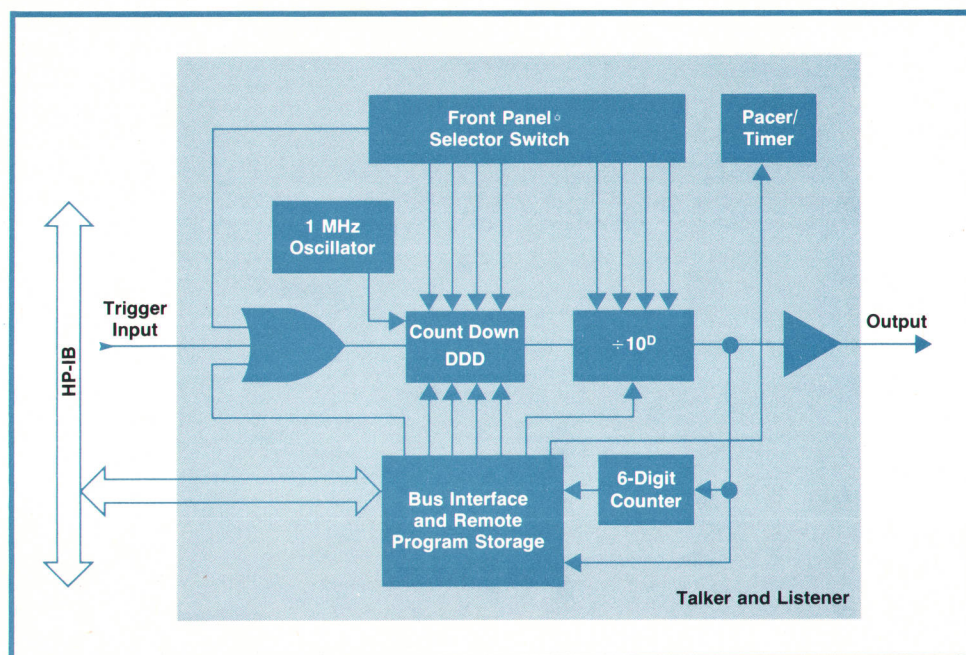 Front Panel
Selector Switch
Pacer/
Timer
1 MHz
Oscillator
Trigger
Input
HP-IB
Count Down
DDD
÷10ᴰ
Output
Bus Interface
and Remote
Program Storage
6-Digit
Counter
Talker and Listener